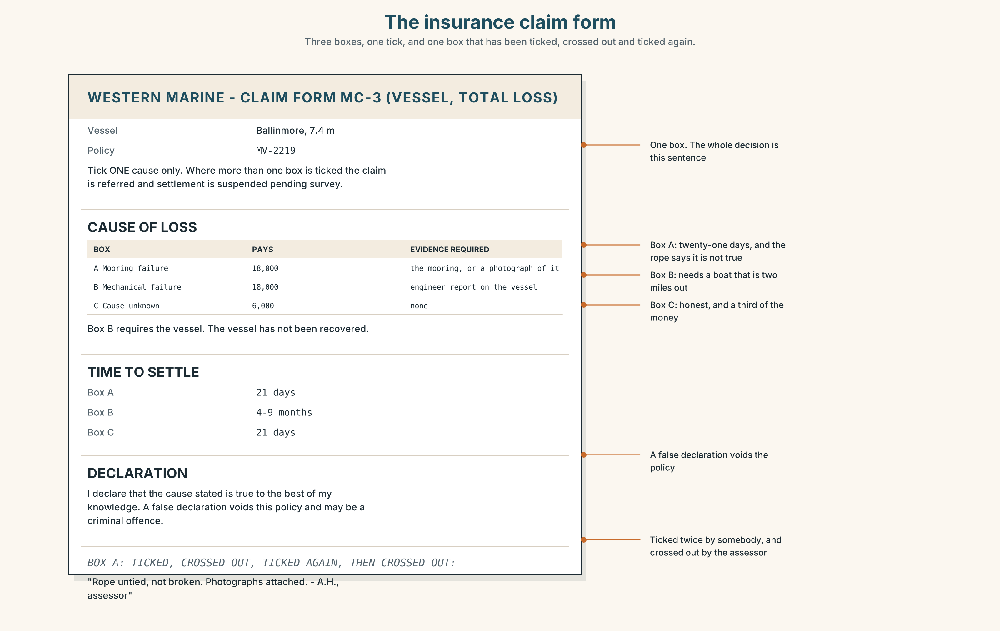 The insurance claim form
Three boxes, one tick, and one box that has been ticked, crossed out and ticked again.
WESTERN MARINE - CLAIM FORM MC-3 (VESSEL, TOTAL LOSS)
Vessel Ballinmore, 7.4 m
Policy MV-2219
Tick ONE cause only. Where more than one box is ticked the claim
is referred and settlement is suspended pending survey.
One box. The whole decision is
this sentence
CAUSE OF LOSS
BOX PAYS EVIDENCE REQUIRED
A Mooring failure 18,000 the mooring, or a photograph of it
B Mechanical failure 18,000 engineer report on the vessel
C Cause unknown 6,000 none
Box B requires the vessel. The vessel has not been recovered.
Box A: twenty-one days, and the
rope says it is not true
Box B: needs a boat that is two
miles out
Box C: honest, and a third of the
money
TIME TO SETTLE
Box A 21 days
Box B 4-9 months
Box C 21 days
DECLARATION
I declare that the cause stated is true to the best of my
knowledge. A false declaration voids this policy and may be a
criminal offence.
A false declaration voids the
policy
BOX A: TICKED, CROSSED OUT, TICKED AGAIN, THEN CROSSED OUT:
"Rope untied, not broken. Photographs attached. - A.H.,
assessor"
Ticked twice by somebody, and
crossed out by the assessor